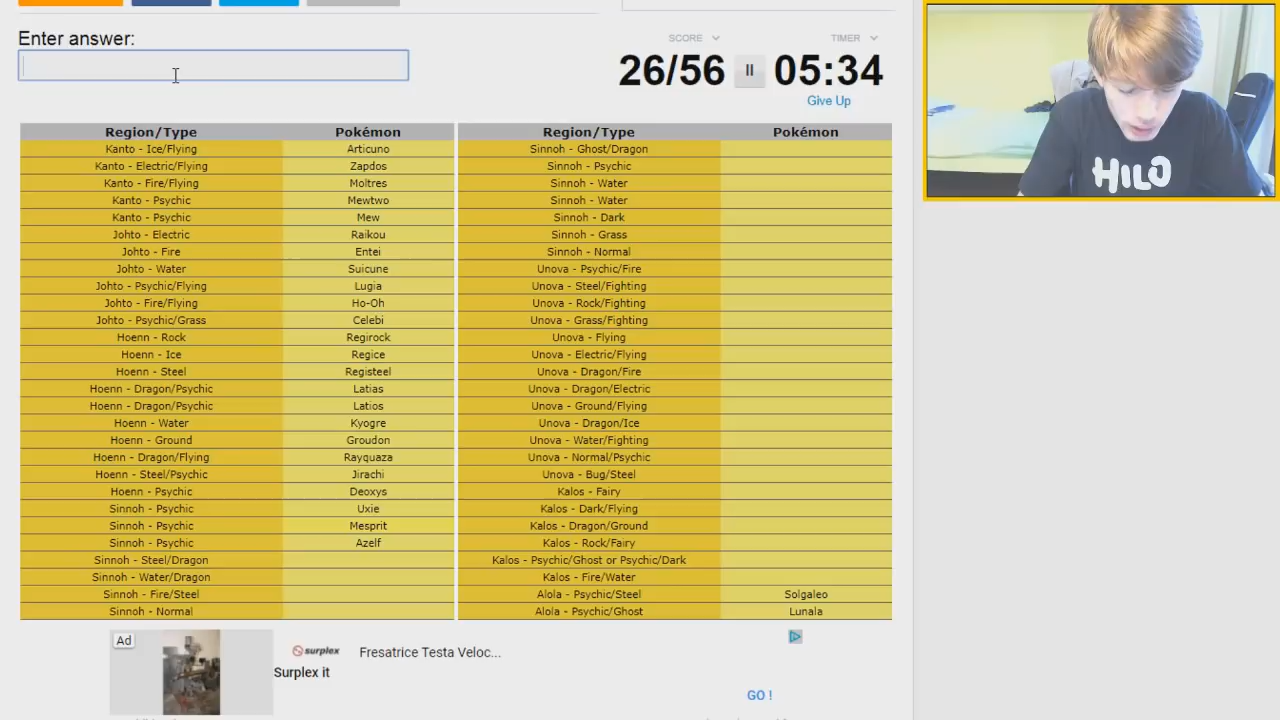 Enter answer:
SCORE
TIMER
26/56
05:34
Give Up
Region/Type Pokémon Region/Type Pokémon
Kanto - Ice/Flying Articuno Sinnoh - Ghost/Dragon
Kanto - Electric/Flying Zapdos Sinnoh - Psychic
Kanto - Fire/Flying Moltres Sinnoh - Water
Kanto - Psychic Mewtwo Sinnoh - Water
Kanto - Psychic Mew Sinnoh - Dark
Johto - Electric Raikou Sinnoh - Grass
Johto - Fire Entei Sinnoh - Normal
Johto - Water Suicune Unova - Psychic/Fire
Johto - Psychic/Flying Lugia Unova - Steel/Fighting
Johto - Fire/Flying Ho-Oh Unova - Rock/Fighting
Johto - Psychic/Grass Celebi Unova - Grass/Fighting
Hoenn - Rock Regirock Unova - Flying
Hoenn - Ice Regice Unova - Electric/Flying
Hoenn - Steel Registeel Unova - Dragon/Fire
Hoenn - Dragon/Psychic Latias Unova - Dragon/Electric
Hoenn - Dragon/Psychic Latios Unova - Ground/Flying
Hoenn - Water Kyogre Unova - Dragon/Ice
Hoenn - Ground Groudon Unova - Water/Fighting
Hoenn - Dragon/Flying Rayquaza Unova - Normal/Psychic
Hoenn - Steel/Psychic Jirachi Unova - Bug/Steel
Hoenn - Psychic Deoxys Kalos - Fairy
Sinnoh - Psychic Uxie Kalos - Dark/Flying
Sinnoh - Psychic Mesprit Kalos - Dragon/Ground
Sinnoh - Psychic Azelf Kalos - Rock/Fairy
Sinnoh - Steel/Dragon Kalos - Psychic/Ghost or Psychic/Dark
Sinnoh - Water/Dragon Kalos - Fire/Water
Sinnoh - Fire/Steel Alola - Psychic/Steel Solgaleo
Sinnoh - Normal Alola - Psychic/Ghost Lunala
HILO
Ad
surplex
Fresatrice Testa Veloc...
Surplex it
GO !